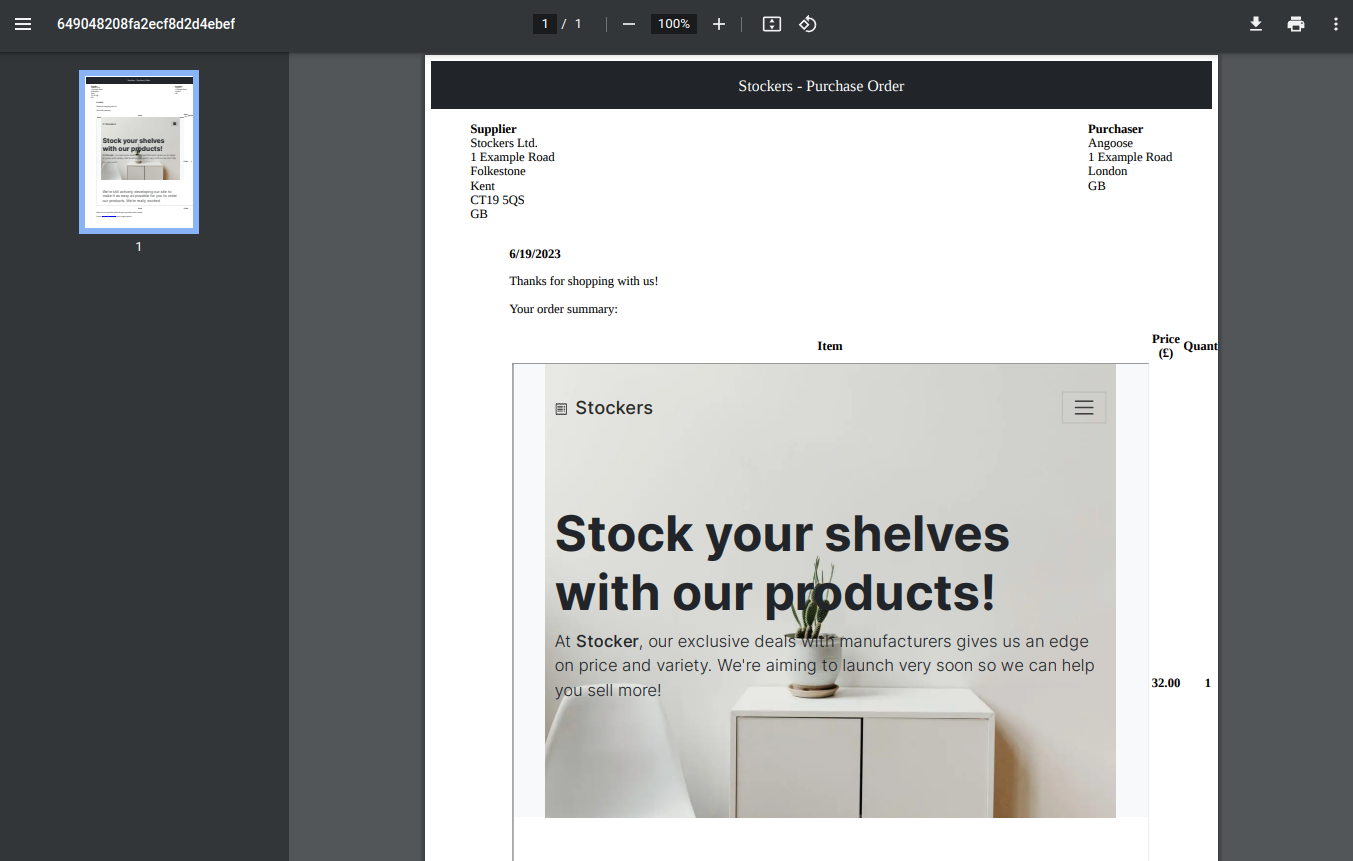 649048208fa2ecf8d2d4ebef
1 / 1
100%
1
Stockers - Purchase Order
Supplier
Stockers Ltd.
1 Example Road
Folkestone
Kent
CT19 5QS
GB
Purchaser
Angoose
1 Example Road
London
GB
6/19/2023
Thanks for shopping with us!
Your order summary:
Item
Price
(£)
Quant
Stockers
Stock your shelves
with our products!
At Stocker, our exclusive deals with manufacturers gives us an edge
on price and variety. We're aiming to launch very soon so we can help
you sell more!
32.00 1